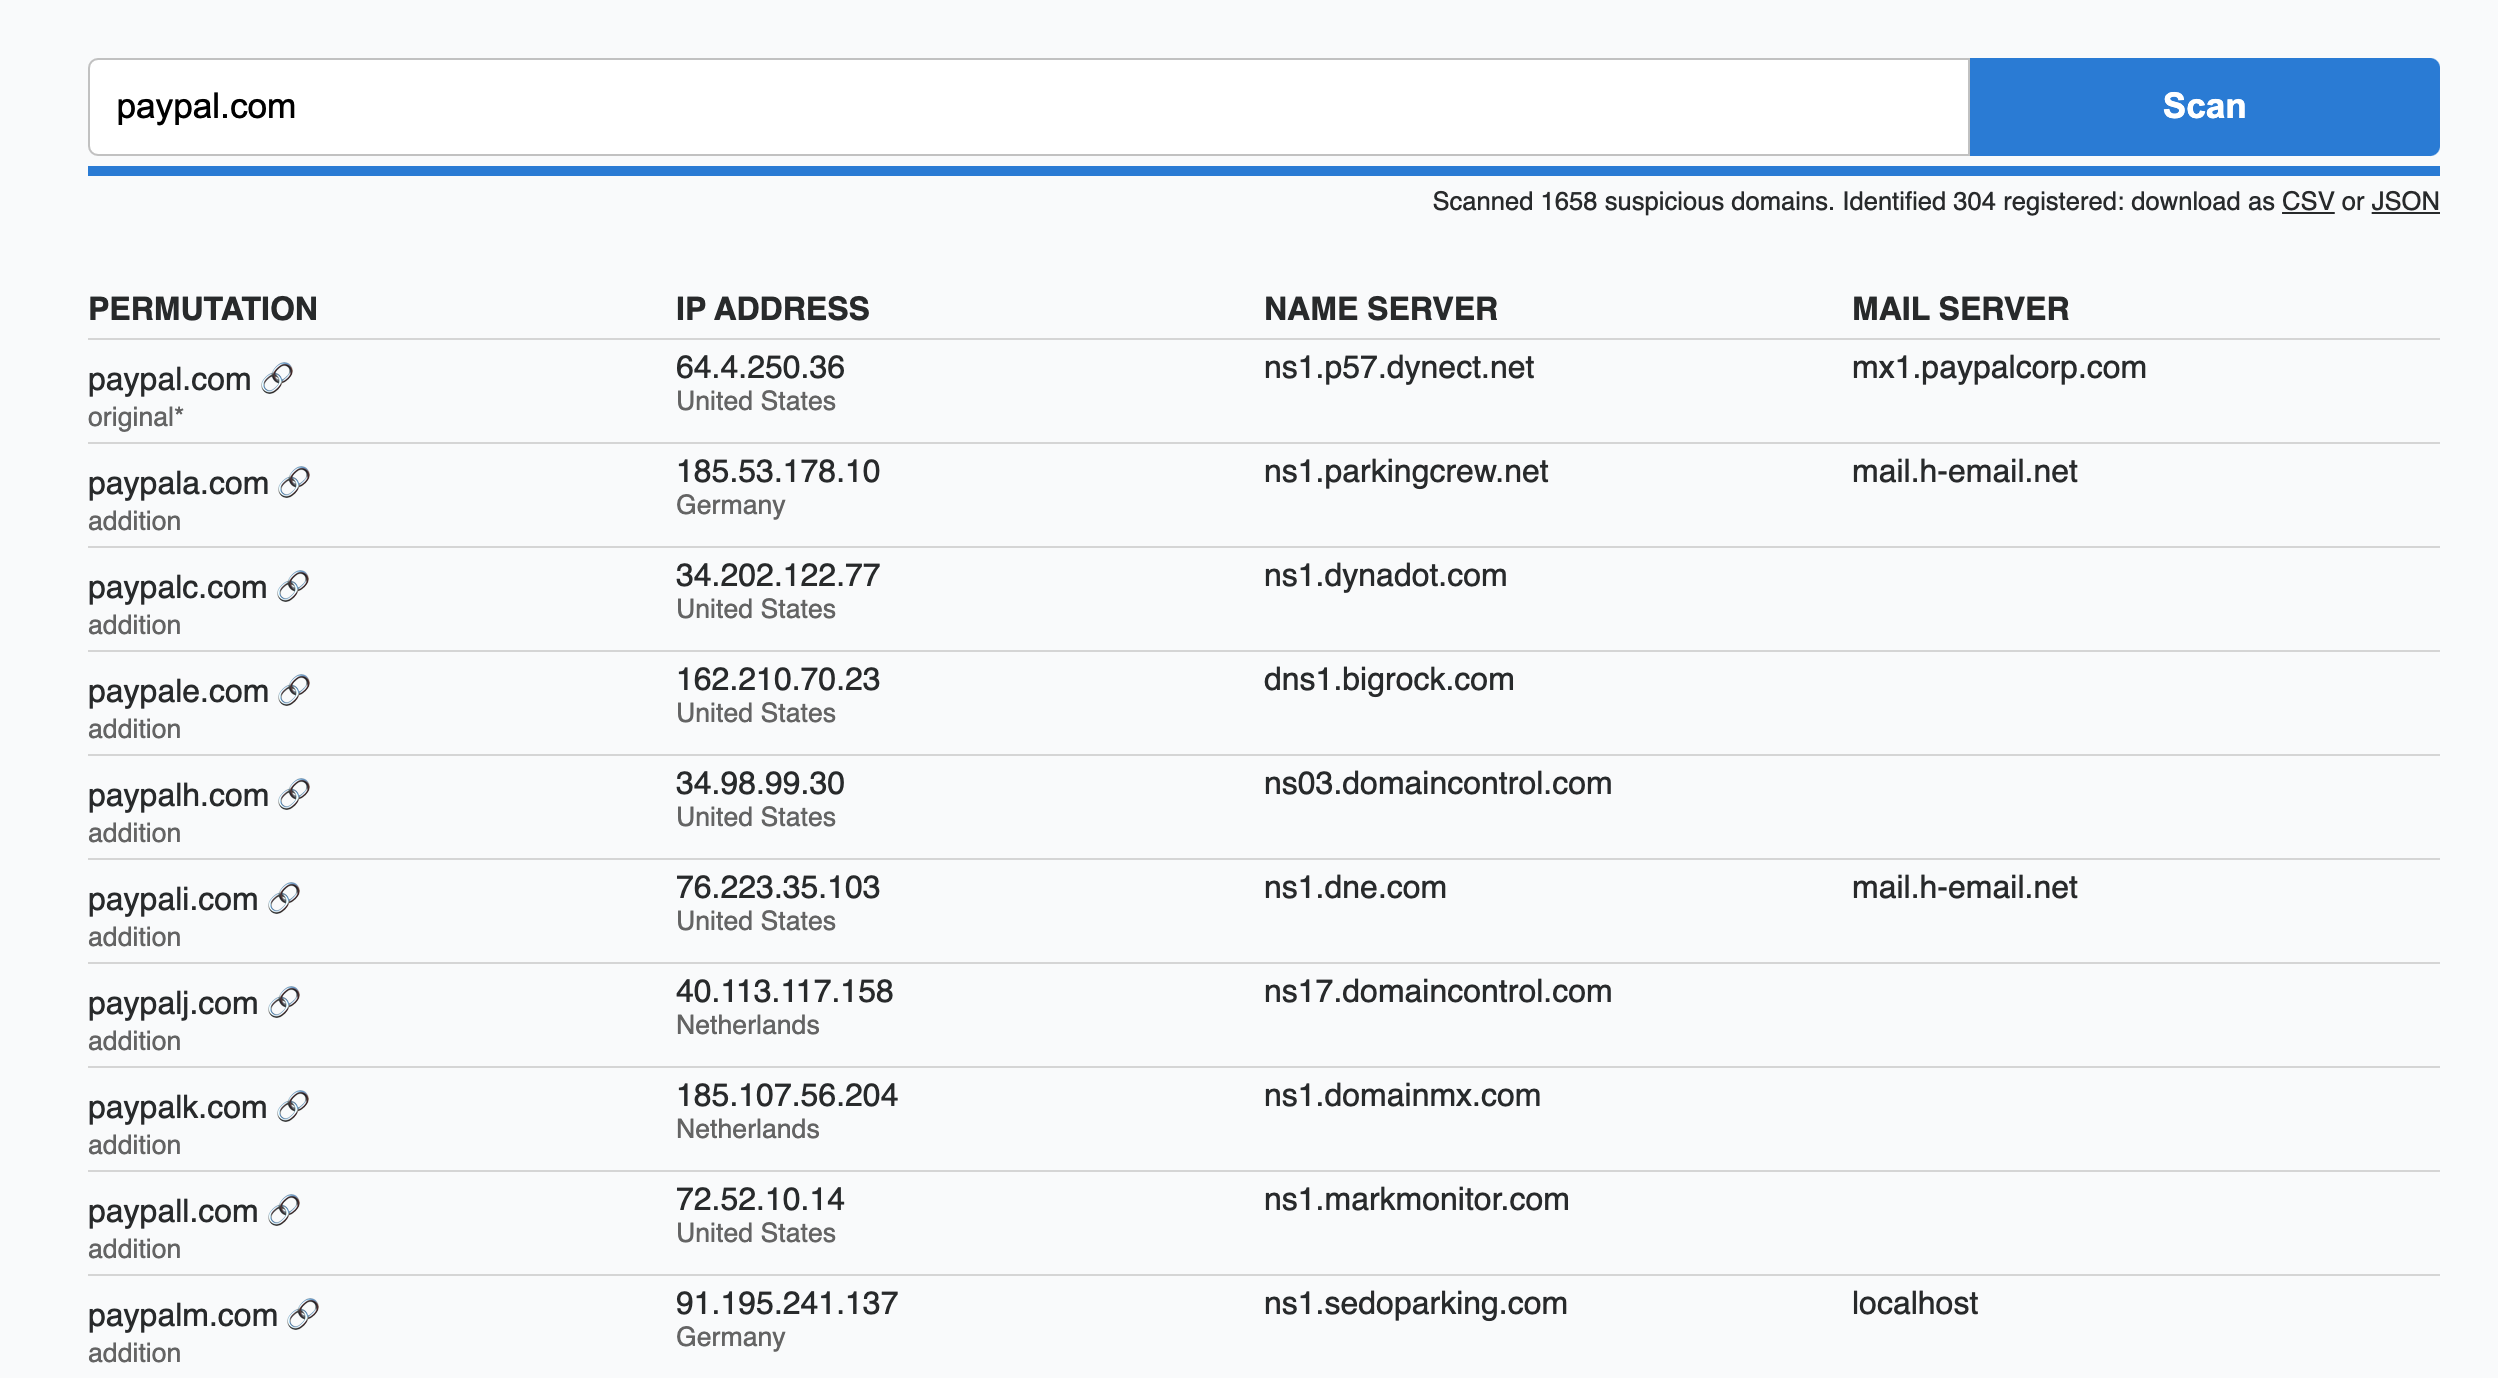 paypal.com
Scan
Scanned 1658 suspicious domains. Identified 304 registered: download as CSV or JSON
PERMUTATION IP ADDRESS NAME SERVER MAIL SERVER
paypal.com 64.4.250.36 ns1.p57.dynect.net mx1.paypalcorp.com
original* United States
paypala.com 185.53.178.10 ns1.parkingcrew.net mail.h-email.net
addition Germany
paypalc.com 34.202.122.77 ns1.dynadot.com
addition United States
paypale.com 162.210.70.23 dns1.bigrock.com
addition United States
paypalh.com 34.98.99.30 ns03.domaincontrol.com
addition United States
paypali.com 76.223.35.103 ns1.dne.com mail.h-email.net
addition United States
paypalj.com 40.113.117.158 ns17.domaincontrol.com
addition Netherlands
paypalk.com 185.107.56.204 ns1.domainmx.com
addition Netherlands
paypall.com 72.52.10.14 ns1.markmonitor.com
addition United States
paypalm.com 91.195.241.137 ns1.sedoparking.com localhost
addition Germany